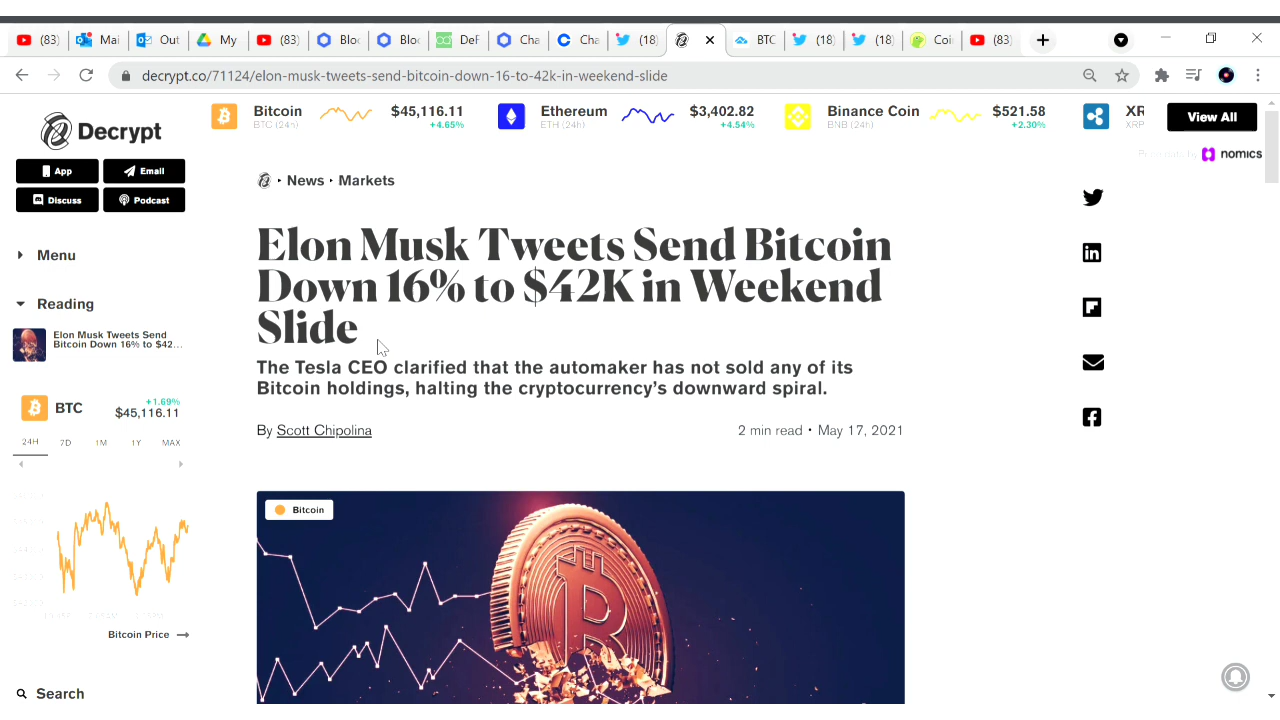 (83)
Mai
Out
My
(83)
Blo
Blo
DeF
Cha
Cha
(18)
BTC
(18)
(18)
Coi
(83)
decrypt.co/71124/elon-musk-tweets-send-bitcoin-down-16-to-42k-in-weekend-slide
Decrypt
App
Email
Discuss
Podcast
Menu
Reading
Elon Musk Tweets Send
Bitcoin Down 16% to $42...
BTC
+1.69%
$45,116.11
24H 7D 1M 1Y MAX
Bitcoin Price →
Search
Bitcoin $45,116.11
BTC (24h) +4.65%
Ethereum $3,402.82
ETH (24h) +4.54%
Binance Coin $521.58
BNB (24h) +2.30%
XR
XRP
View All
nomics
News • Markets
Elon Musk Tweets Send Bitcoin
Down 16% to $42K in Weekend
Slide
The Tesla CEO clarified that the automaker has not sold any of its
Bitcoin holdings, halting the cryptocurrency's downward spiral.
By Scott Chipolina
2 min read • May 17, 2021
Bitcoin